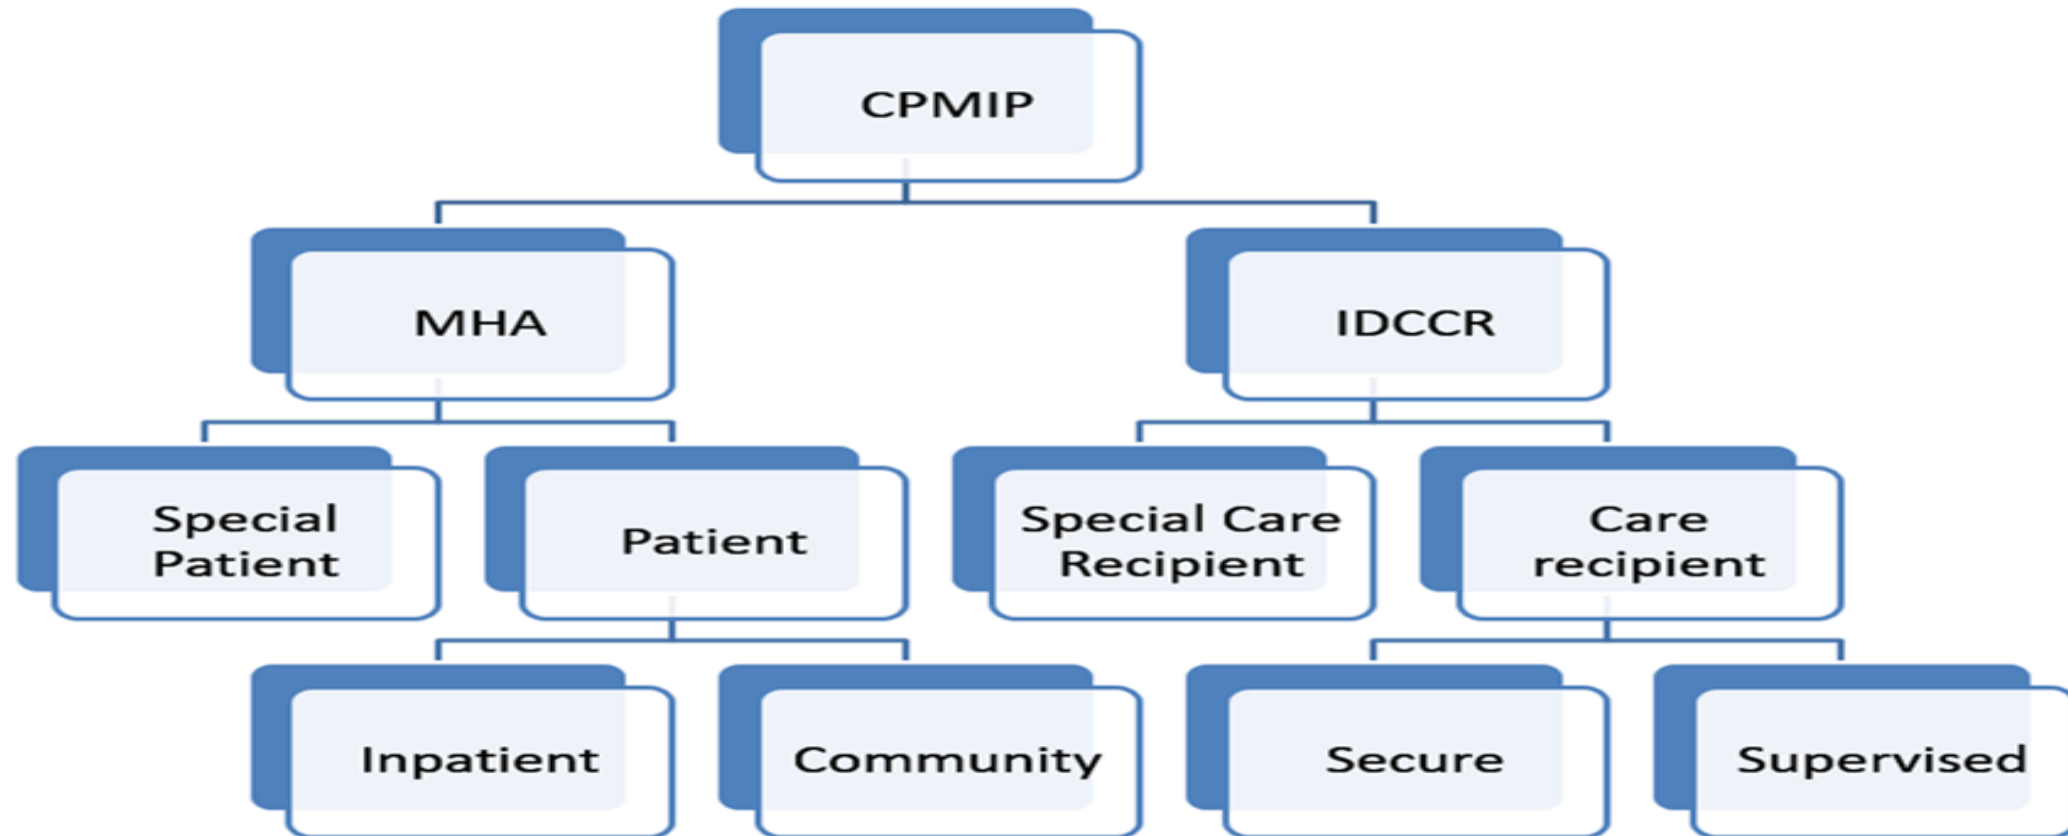 CPMIP
MHA
IDCCR
Special
Patient
Patient
Special Care
Recipient
Care
recipient
Inpatient
Community
Secure
Supervised